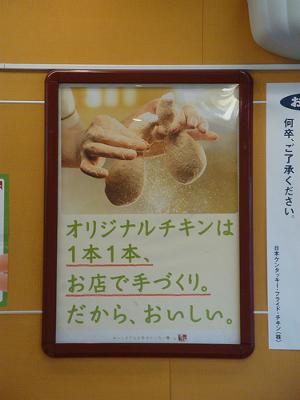 オリジナルチキンは
1本1本、
お店で手づくり。
だから、おいしい。
お
何卒、ご了承ください。
日本ケンタッキー・フライド・チキン(株)